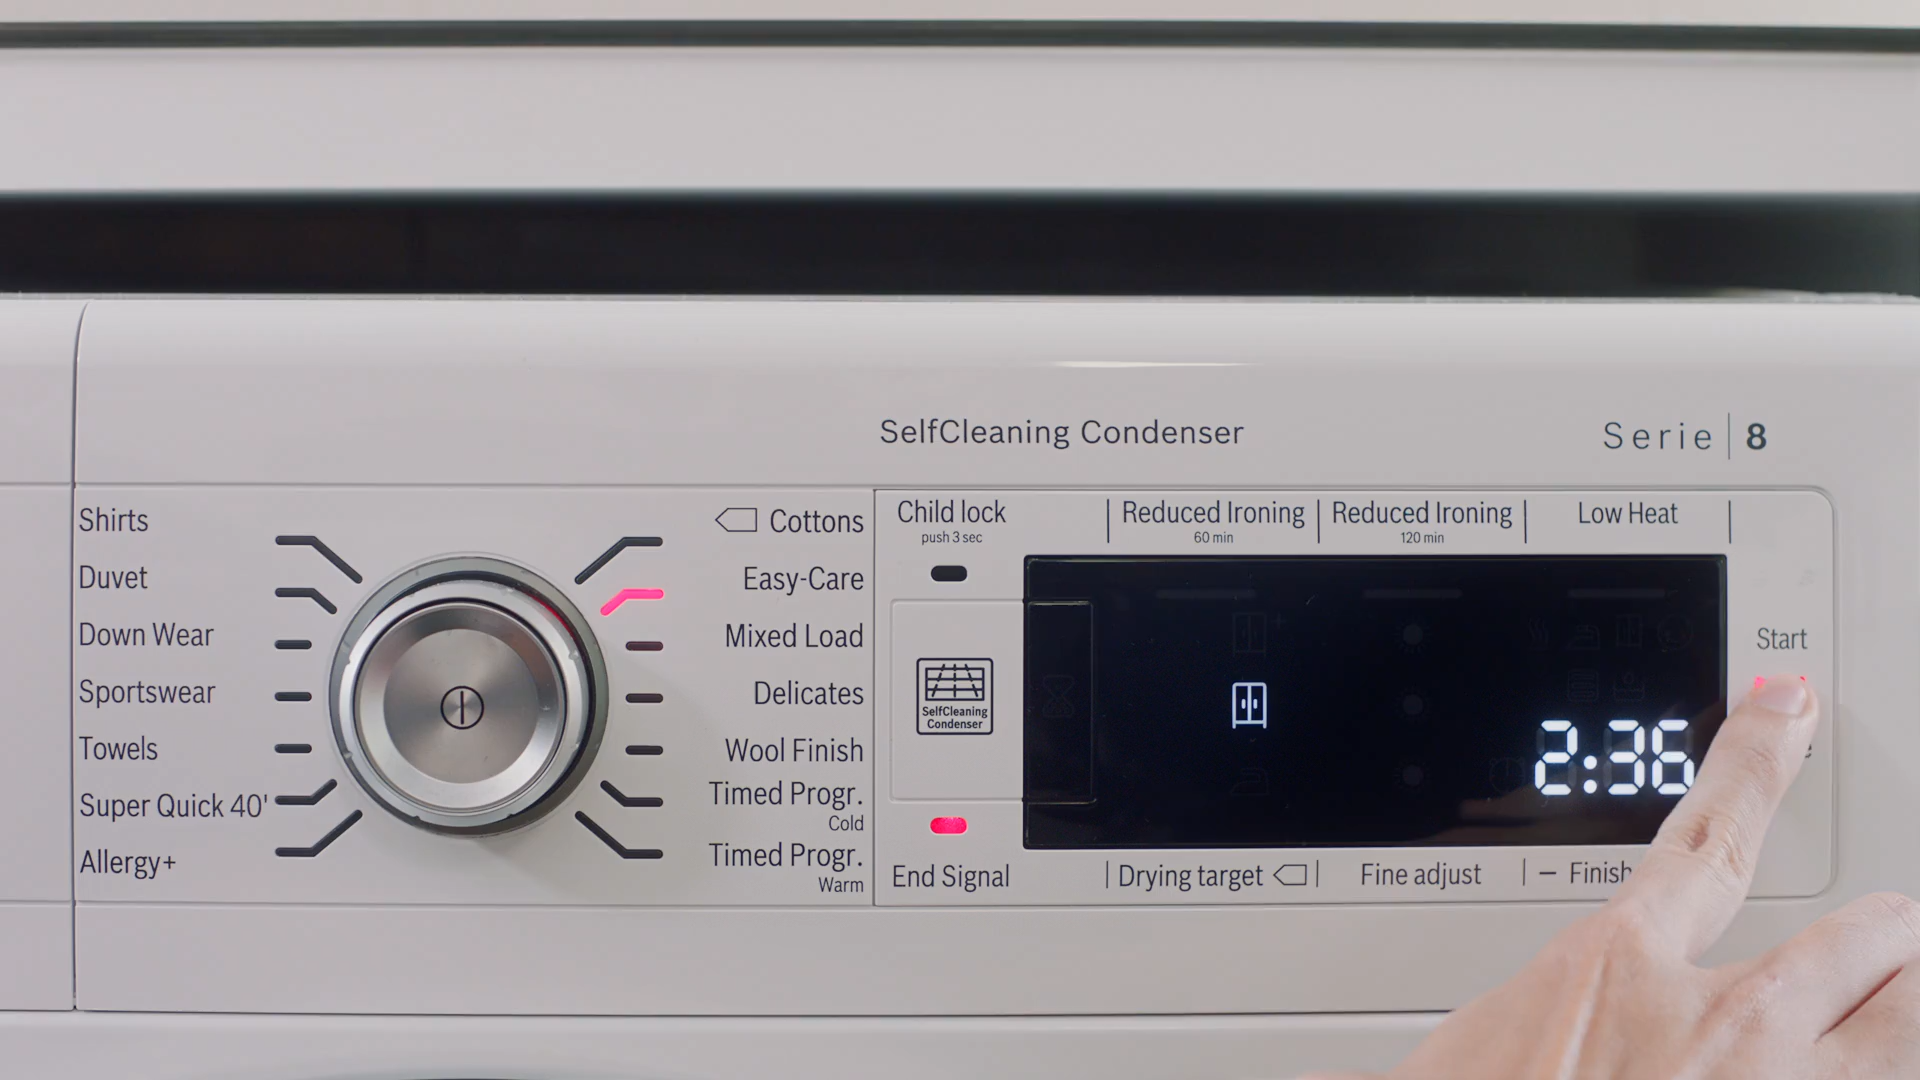 SelfCleaning Condenser
Serie 8
Shirts
Duvet
Down Wear
Sportswear
Towels
Super Quick 40'
Allergy+
Cottons
Easy-Care
Mixed Load
Delicates
Wool Finish
Timed Progr.
Cold
Timed Progr.
Warm
Child lock
push 3 sec
Reduced Ironing
60 min
Reduced Ironing
120 min
Low Heat
SelfCleaning
Condenser
Start
2:36
End Signal
Drying target
Fine adjust
– Finish